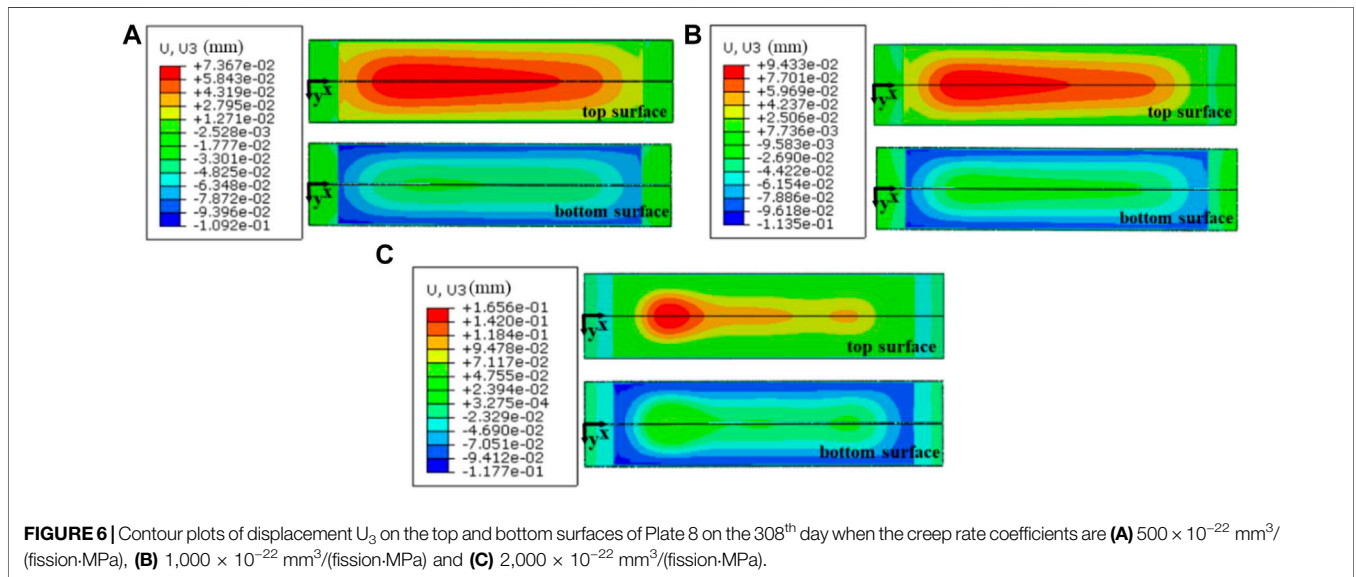 A
U, U3 (mm)
+7.367e-02
+5.843e-02
+4.319e-02
+2.795e-02
+1.271e-02
-2.528e-03
-1.777e-02
-3.301e-02
-4.825e-02
-6.348e-02
-7.872e-02
-9.396e-02
-1.092e-01
x
y
top surface
x
y
bottom surface
B
U, U3 (mm)
+9.433e-02
+7.701e-02
+5.969e-02
+4.237e-02
+2.506e-02
+7.736e-03
-9.583e-03
-2.690e-02
-4.422e-02
-6.154e-02
-7.886e-02
-9.618e-02
-1.135e-01
x
y
top surface
x
y
bottom surface
C
U, U3 (mm)
+1.656e-01
+1.420e-01
+1.184e-01
+9.478e-02
+7.117e-02
+4.755e-02
+2.394e-02
+3.275e-04
-2.329e-02
-4.690e-02
-7.051e-02
-9.412e-02
-1.177e-01
x
y
top surface
x
y
bottom surface
FIGURE 6 | Contour plots of displacement U₃ on the top and bottom surfaces of Plate 8 on the 308ᵗʰ day when the creep rate coefficients are (A) 500 × 10⁻²² mm³/
(fission·MPa), (B) 1,000 × 10⁻²² mm³/(fission·MPa) and (C) 2,000 × 10⁻²² mm³/(fission·MPa).